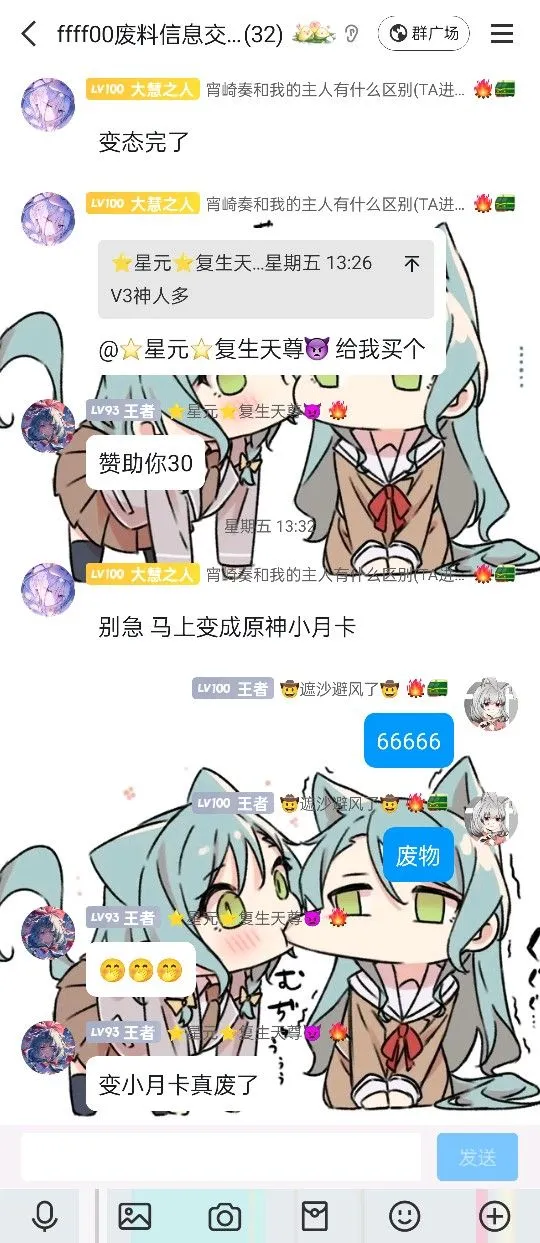 ffff00废料信息交...(32)
群广场
LV100 大慧之人 宵崎奏和我的主人有什么区别(TA进...
变态完了
LV100 大慧之人 宵崎奏和我的主人有什么区别(TA进...
⭐星元⭐复生天...星期五 13:26
V3神人多
@⭐星元⭐复生天尊👿 给我买个
LV93 王者 ⭐星元⭐复生天尊😈 🔥
赞助你30
星期五 13:32
LV100 大慧之人 宵崎奏和我的主人有什么区别(TA进...
别急 马上变成原神小月卡
LV100 王者 🤠遮沙避风了🤠
66666
LV100 王者 🤠遮沙避风了🤠
废物
LV93 王者 ⭐星元⭐复生天尊😈 🔥
🤭🤭🤭
むぎゅ
LV93 王者 ⭐星元⭐复生天尊😈 🔥
变小月卡真废了
发送